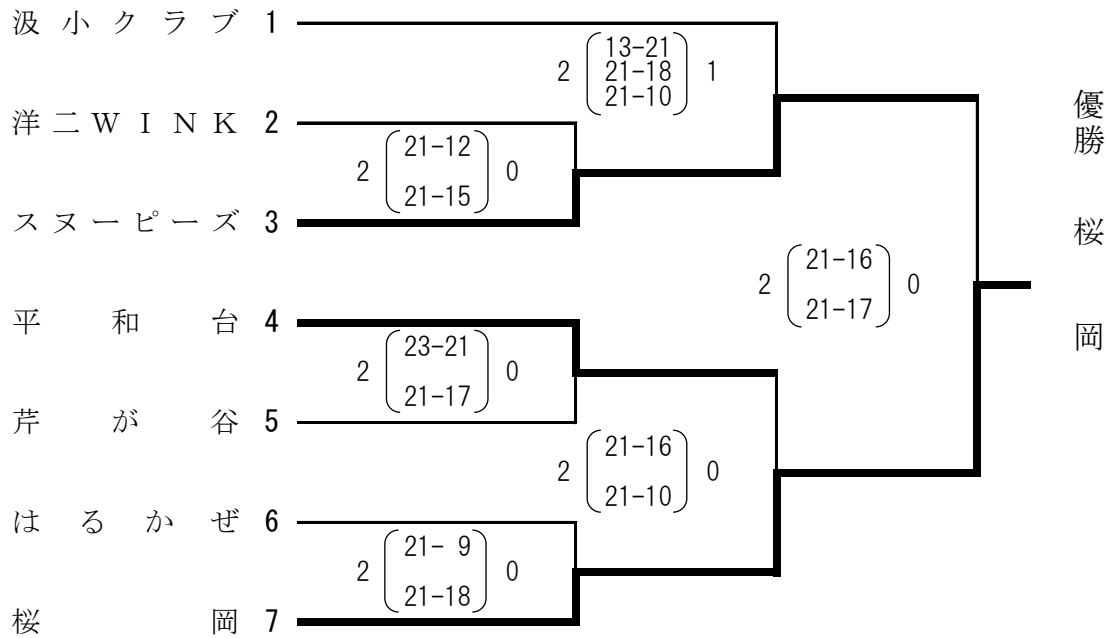 汲小クラブ 1
2 13-21 1
21-18
21-10
洋二WINK 2
2 21-12 0
21-15
スヌーピーズ 3
2 21-16 0
21-17
平和台 4
2 23-21 0
21-17
芹が谷 5
2 21-16 0
21-10
はるかぜ 6
2 21- 9 0
21-18
桜岡 7
優勝 桜岡